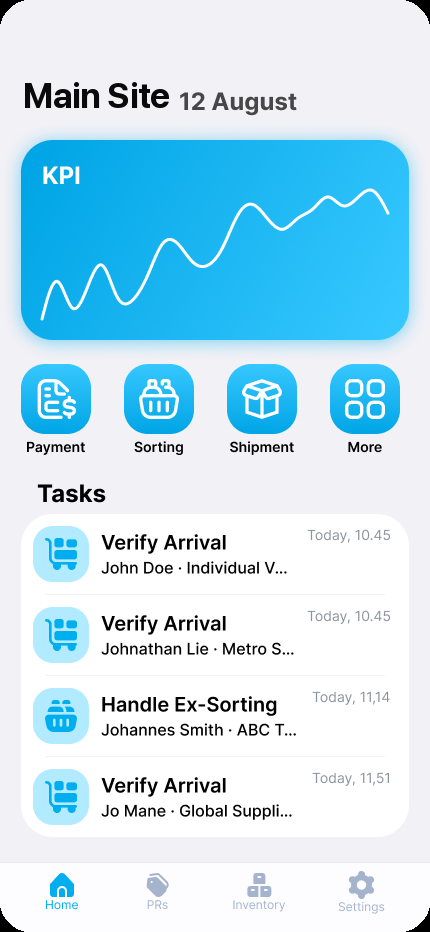 Main Site 12 August
KPI
Payment Sorting Shipment More
Tasks
Verify Arrival Today, 10.45
John Doe · Individual V...
Verify Arrival Today, 10.45
Johnathan Lie · Metro S...
Handle Ex-Sorting Today, 11,14
Johannes Smith · ABC T...
Verify Arrival Today, 11,51
Jo Mane · Global Suppli...
Home PRs Inventory Settings